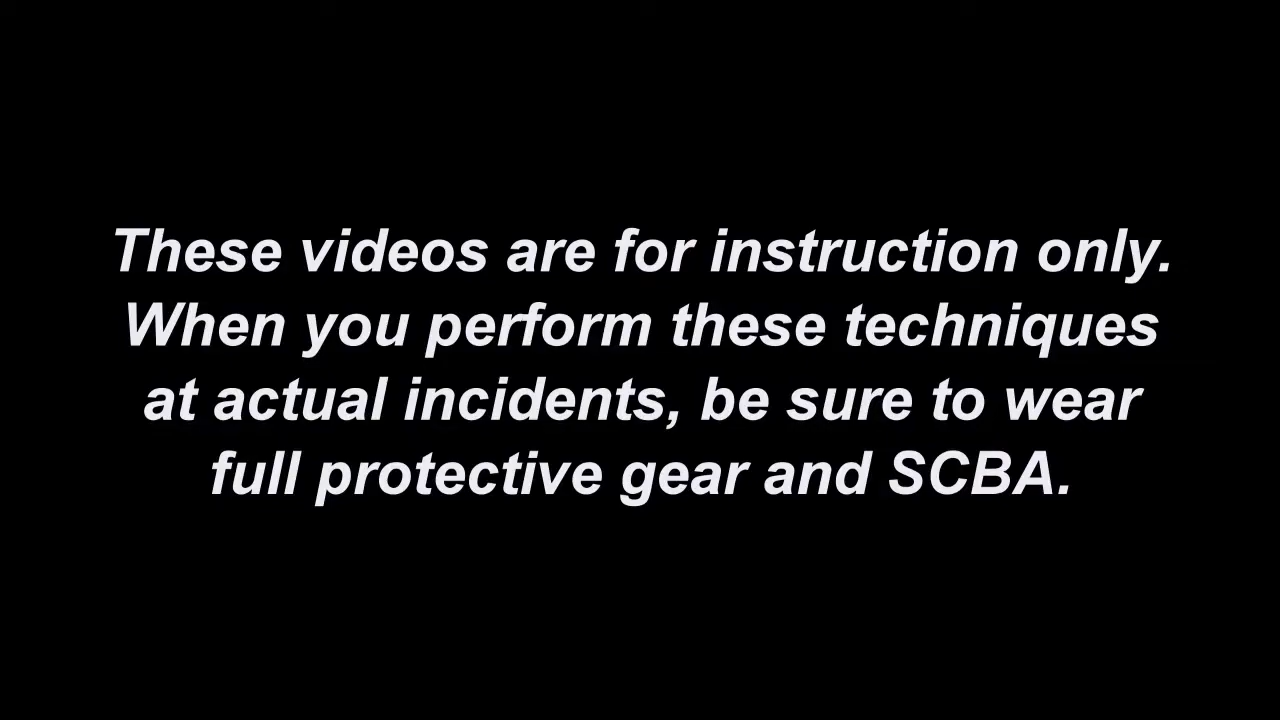 These videos are for instruction only.
When you perform these techniques
at actual incidents, be sure to wear
full protective gear and SCBA.